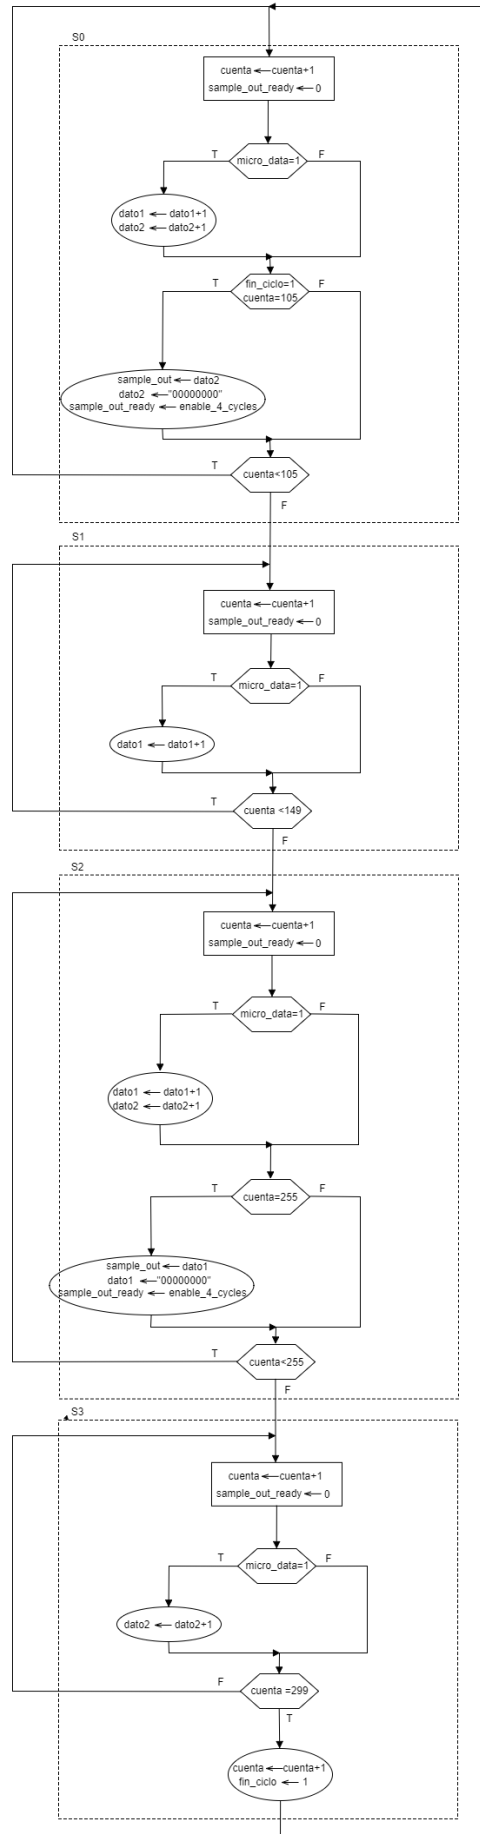 S0
cuenta ←cuenta+1
sample_out_ready ← 0
T
micro_data=1
F
dato1 ← dato1+1
dato2 ← dato2+1
T
fin_ciclo=1
F
cuenta=105
sample_out ← dato2
dato2 ←"00000000"
sample_out_ready ← enable_4_cycles
T
cuenta<105
F
S1
cuenta ←cuenta+1
sample_out_ready ← 0
T
micro_data=1
F
dato1 ← dato1+1
T
cuenta <149
F
S2
cuenta ←cuenta+1
sample_out_ready ← 0
T
micro_data=1
F
dato1 ← dato1+1
dato2 ← dato2+1
T
cuenta=255
F
sample_out ← dato1
dato1 ←"00000000"
sample_out_ready ← enable_4_cycles
T
cuenta<255
F
S3
cuenta ←cuenta+1
sample_out_ready ← 0
T
micro_data=1
F
dato2 ← dato2+1
F
cuenta =299
T
cuenta ←cuenta+1
fin_ciclo ← 1